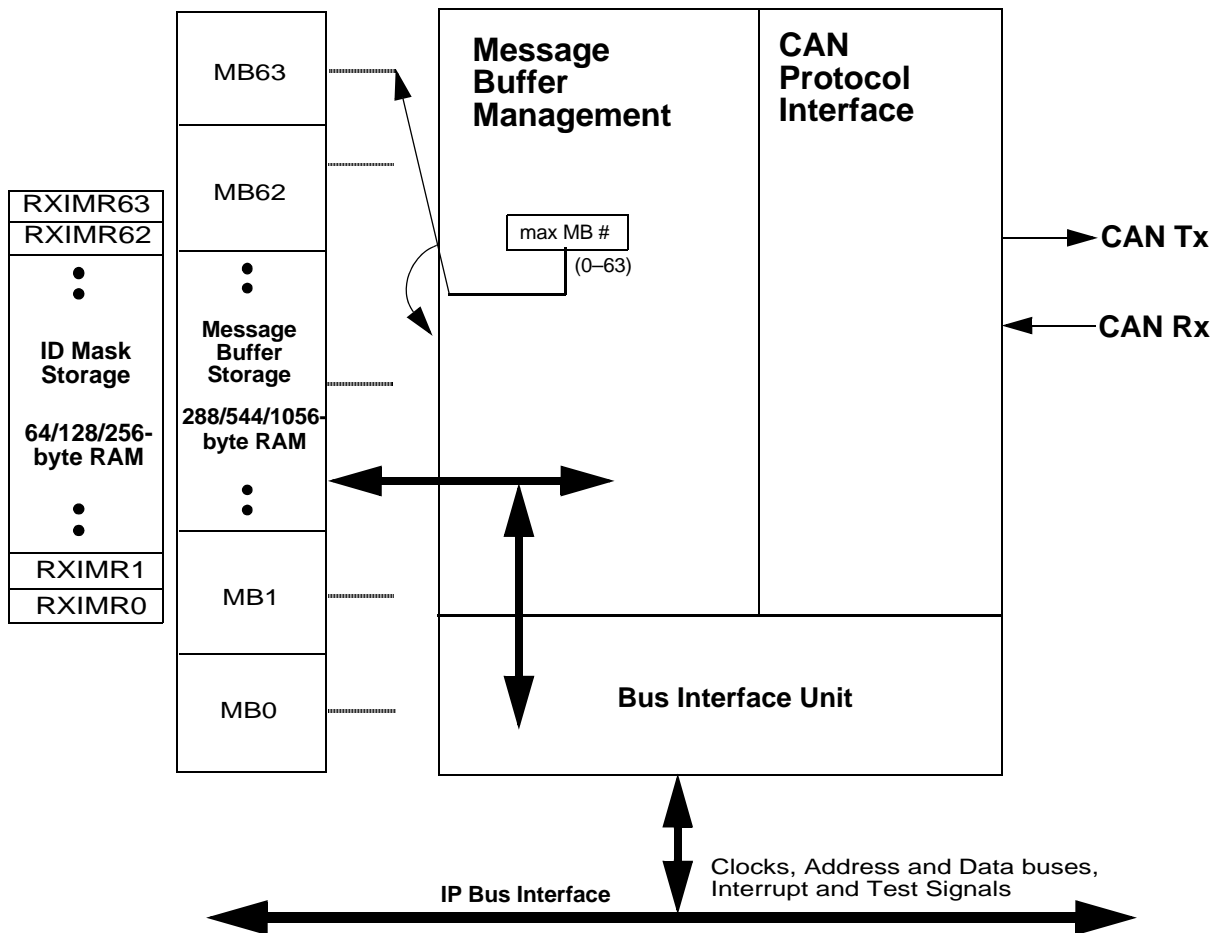 RXIMR63
RXIMR62
ID Mask
Storage
64/128/256-
byte RAM
RXIMR1
RXIMR0
MB63
MB62
Message
Buffer
Storage
288/544/1056-
byte RAM
MB1
MB0
Message
Buffer
Management
max MB #
(0–63)
CAN
Protocol
Interface
CAN Tx
CAN Rx
Bus Interface Unit
Clocks, Address and Data buses,
Interrupt and Test Signals
IP Bus Interface